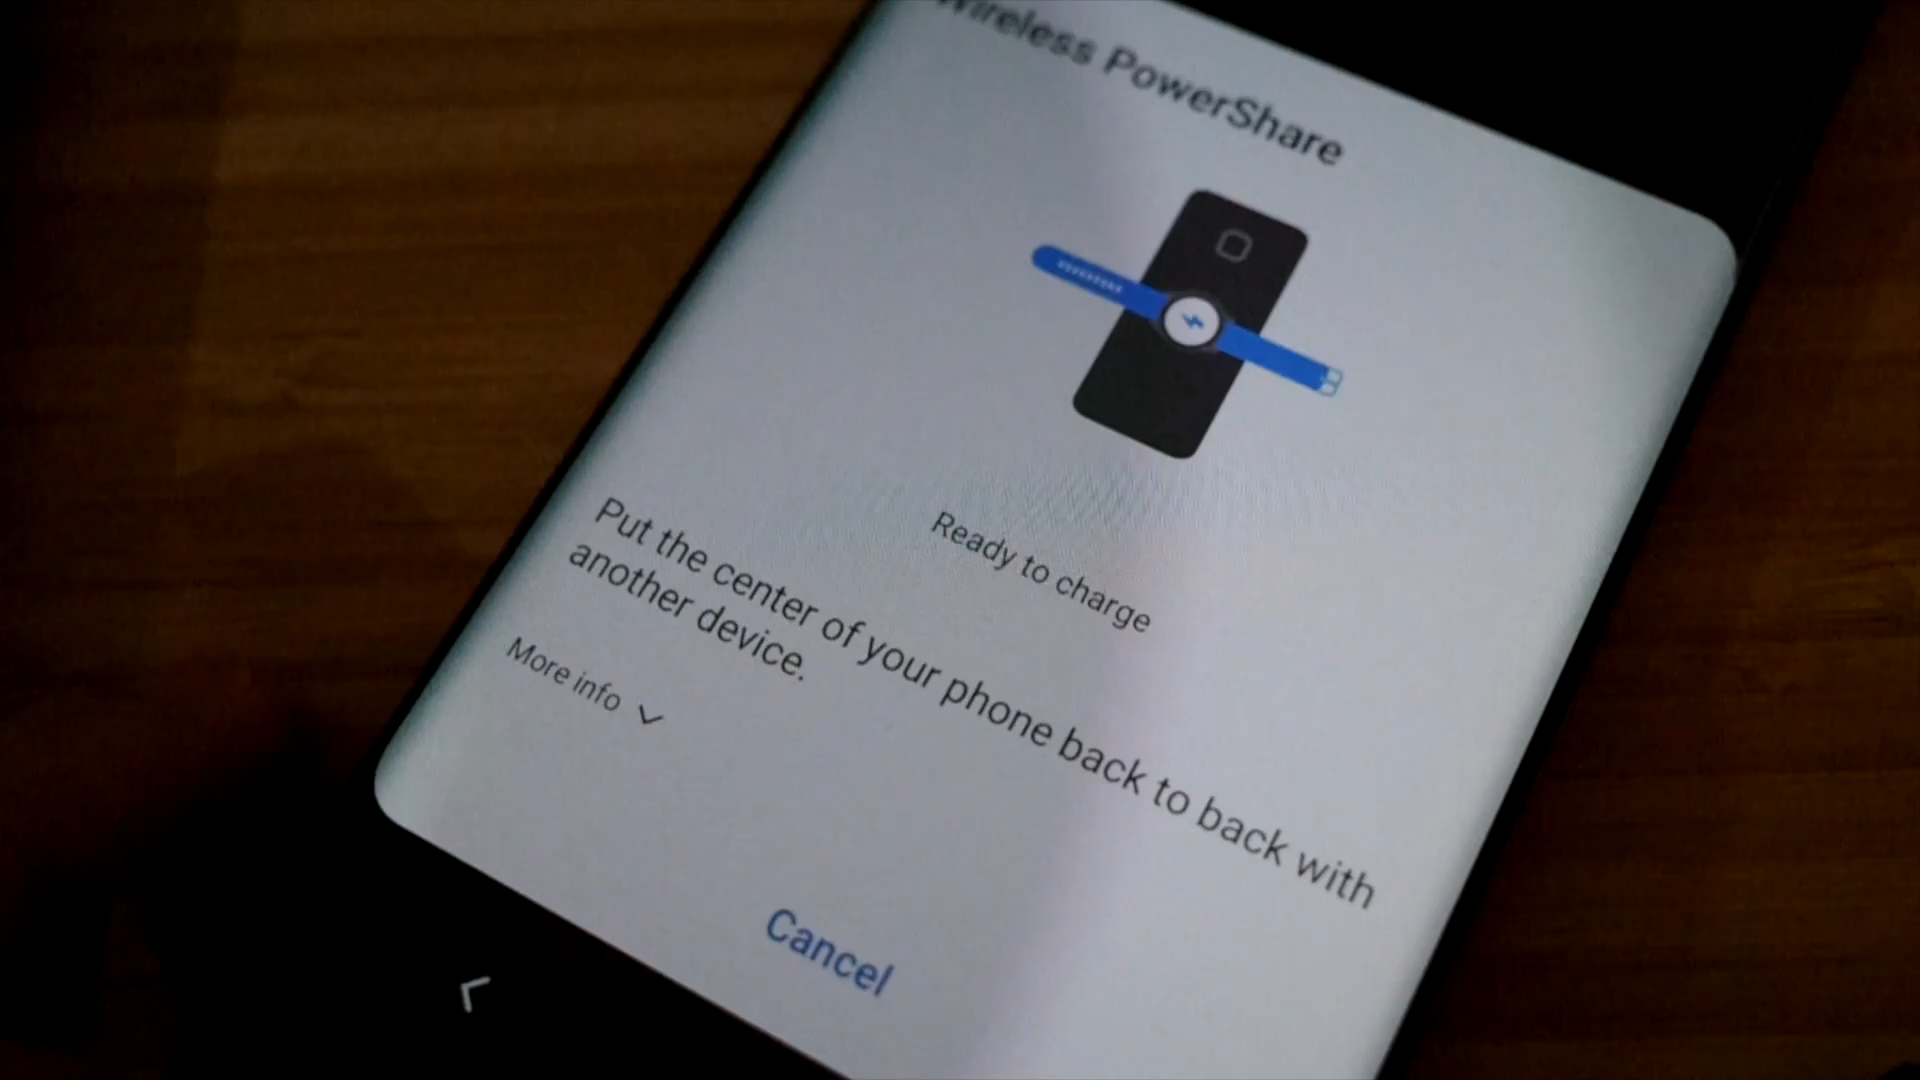 Wireless PowerShare
Ready to charge
Put the center of your phone back to back with
another device.
More info
Cancel